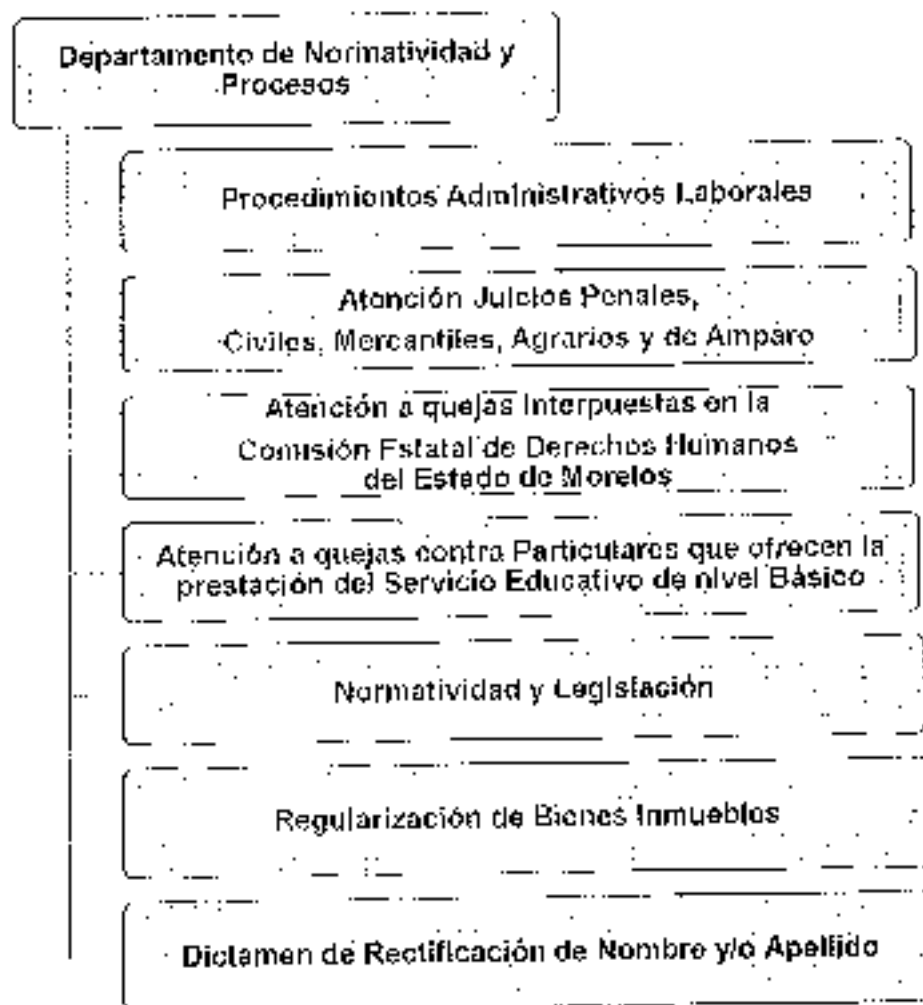 Departamento de Normatividad y
Procesos
Procedimientos Administrativos Laborales
Atención Juicios Penales,
Civiles, Mercantiles, Agrarios y de Amparo
Atención a quejas Interpuestas en la
Comisión Estatal de Derechos Humanos
del Estado de Morelos
Atención a quejas contra Particulares que ofrecen la
prestación del Servicio Educativo de nivel Básico
Normatividad y Legislación
Regularización de Bienes Inmuebles
Dictamen de Rectificación de Nombre y/o Apellido